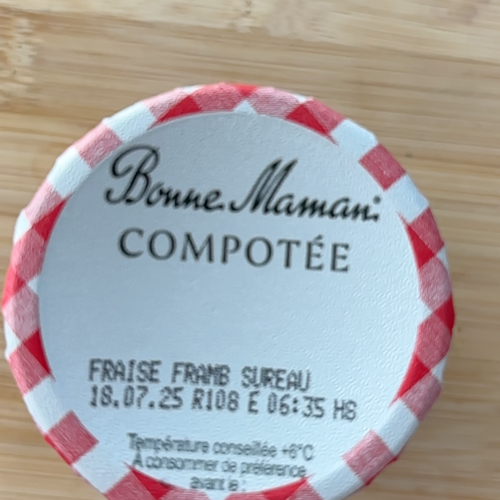 Bonne Maman
COMPOTÉE
FRAISE FRAMB SUREAU
18.07.25 R108 E 06:35 HS
Température conseillée +6°C
A consommer de préférence
avant le :